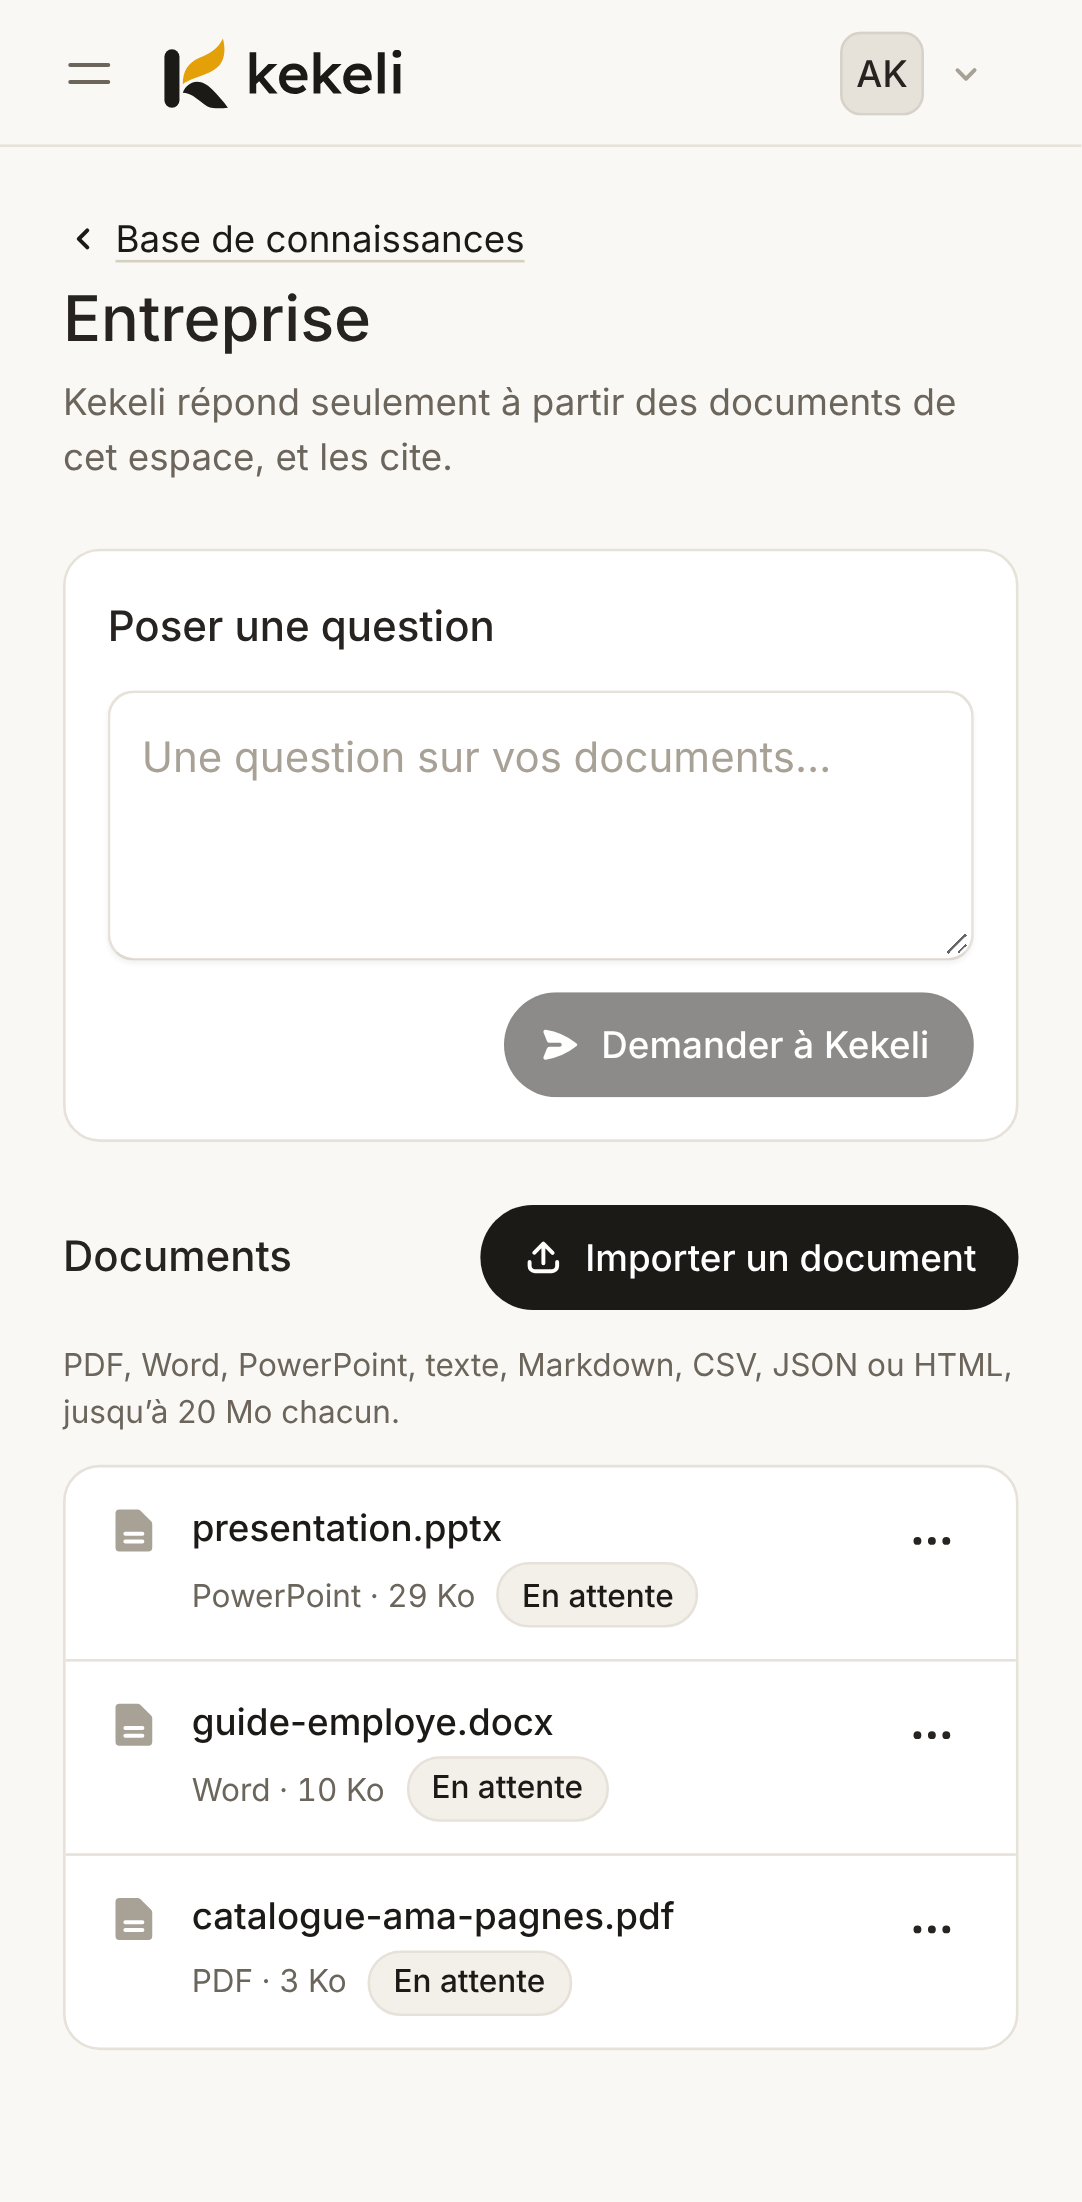 kekeli
AK
Base de connaissances
Entreprise
Kekeli répond seulement à partir des documents de
cet espace, et les cite.
Poser une question
Une question sur vos documents...
Demander à Kekeli
Documents
Importer un document
PDF, Word, PowerPoint, texte, Markdown, CSV, JSON ou HTML,
jusqu’à 20 Mo chacun.
presentation.pptx
PowerPoint · 29 Ko En attente
guide-employe.docx
Word · 10 Ko En attente
catalogue-ama-pagnes.pdf
PDF · 3 Ko En attente